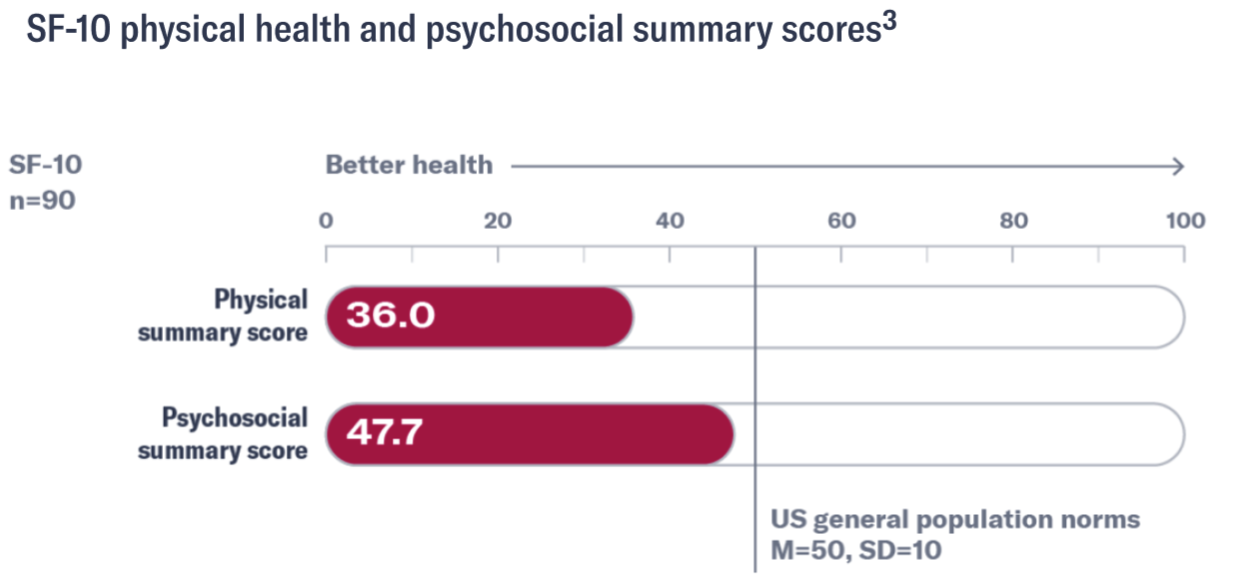 SF-10 physical health and psychosocial summary scores³
SF-10
n=90
Better health
0 20 40 60 80 100
Physical
summary score
36.0
Psychosocial
summary score
47.7
US general population norms
M=50, SD=10